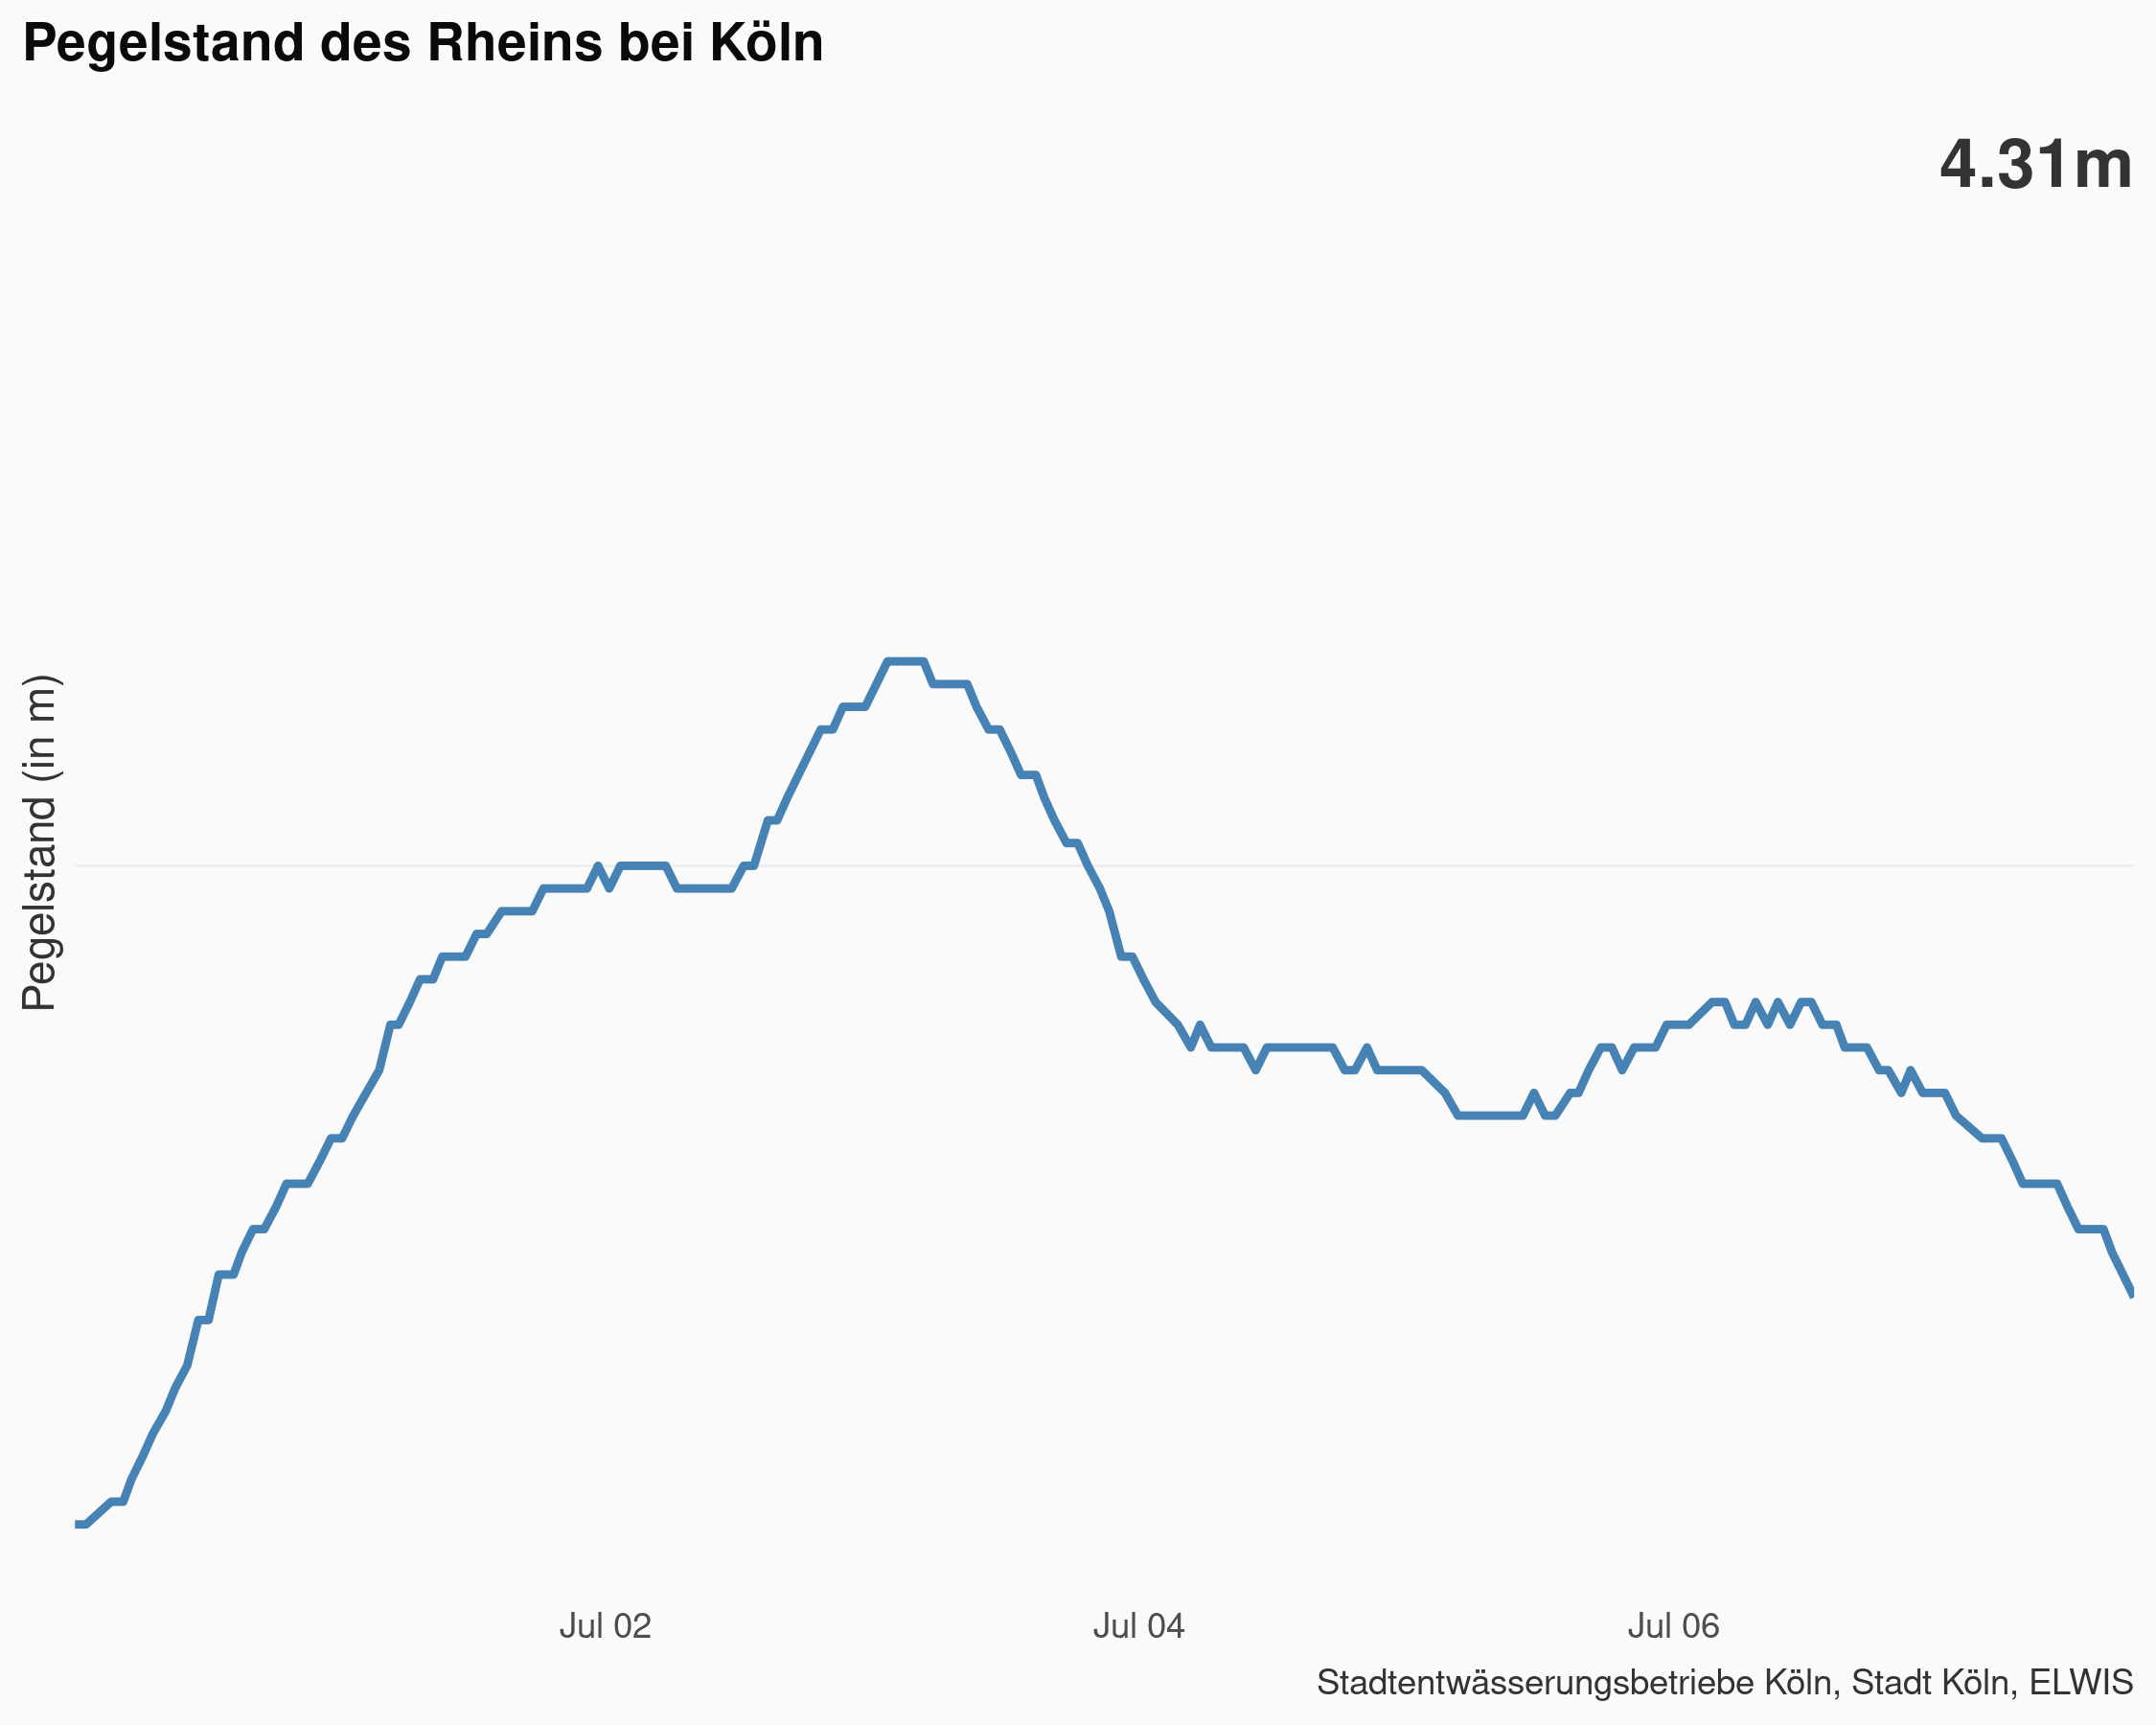 Pegelstand des Rheins bei Köln
4.31m
Pegelstand (in m)
Jul 02
Jul 04
Jul 06
Stadtentwässerungsbetriebe Köln, Stadt Köln, ELWIS